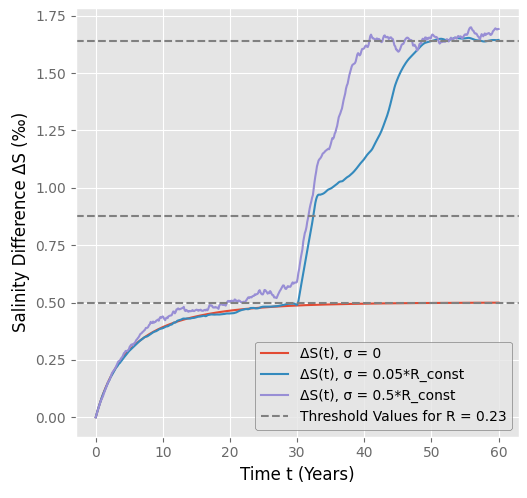 1.75
1.50
1.25
1.00
0.75
0.50
0.25
0.00
Salinity Difference ΔS (‰)
ΔS(t), σ = 0
ΔS(t), σ = 0.05*R_const
ΔS(t), σ = 0.5*R_const
Threshold Values for R = 0.23
0 10 20 30 40 50 60
Time t (Years)